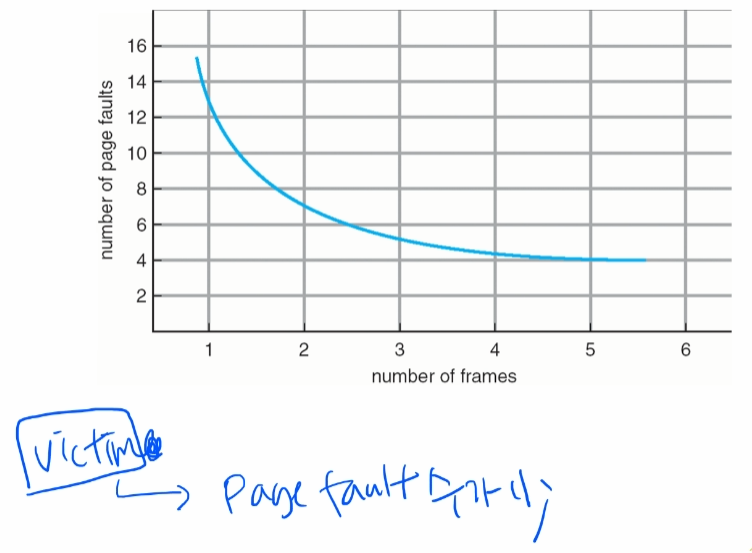 16
14
12
10
8
6
4
2
number of page faults
1 2 3 4 5 6
number of frames
victim
→ Page fault